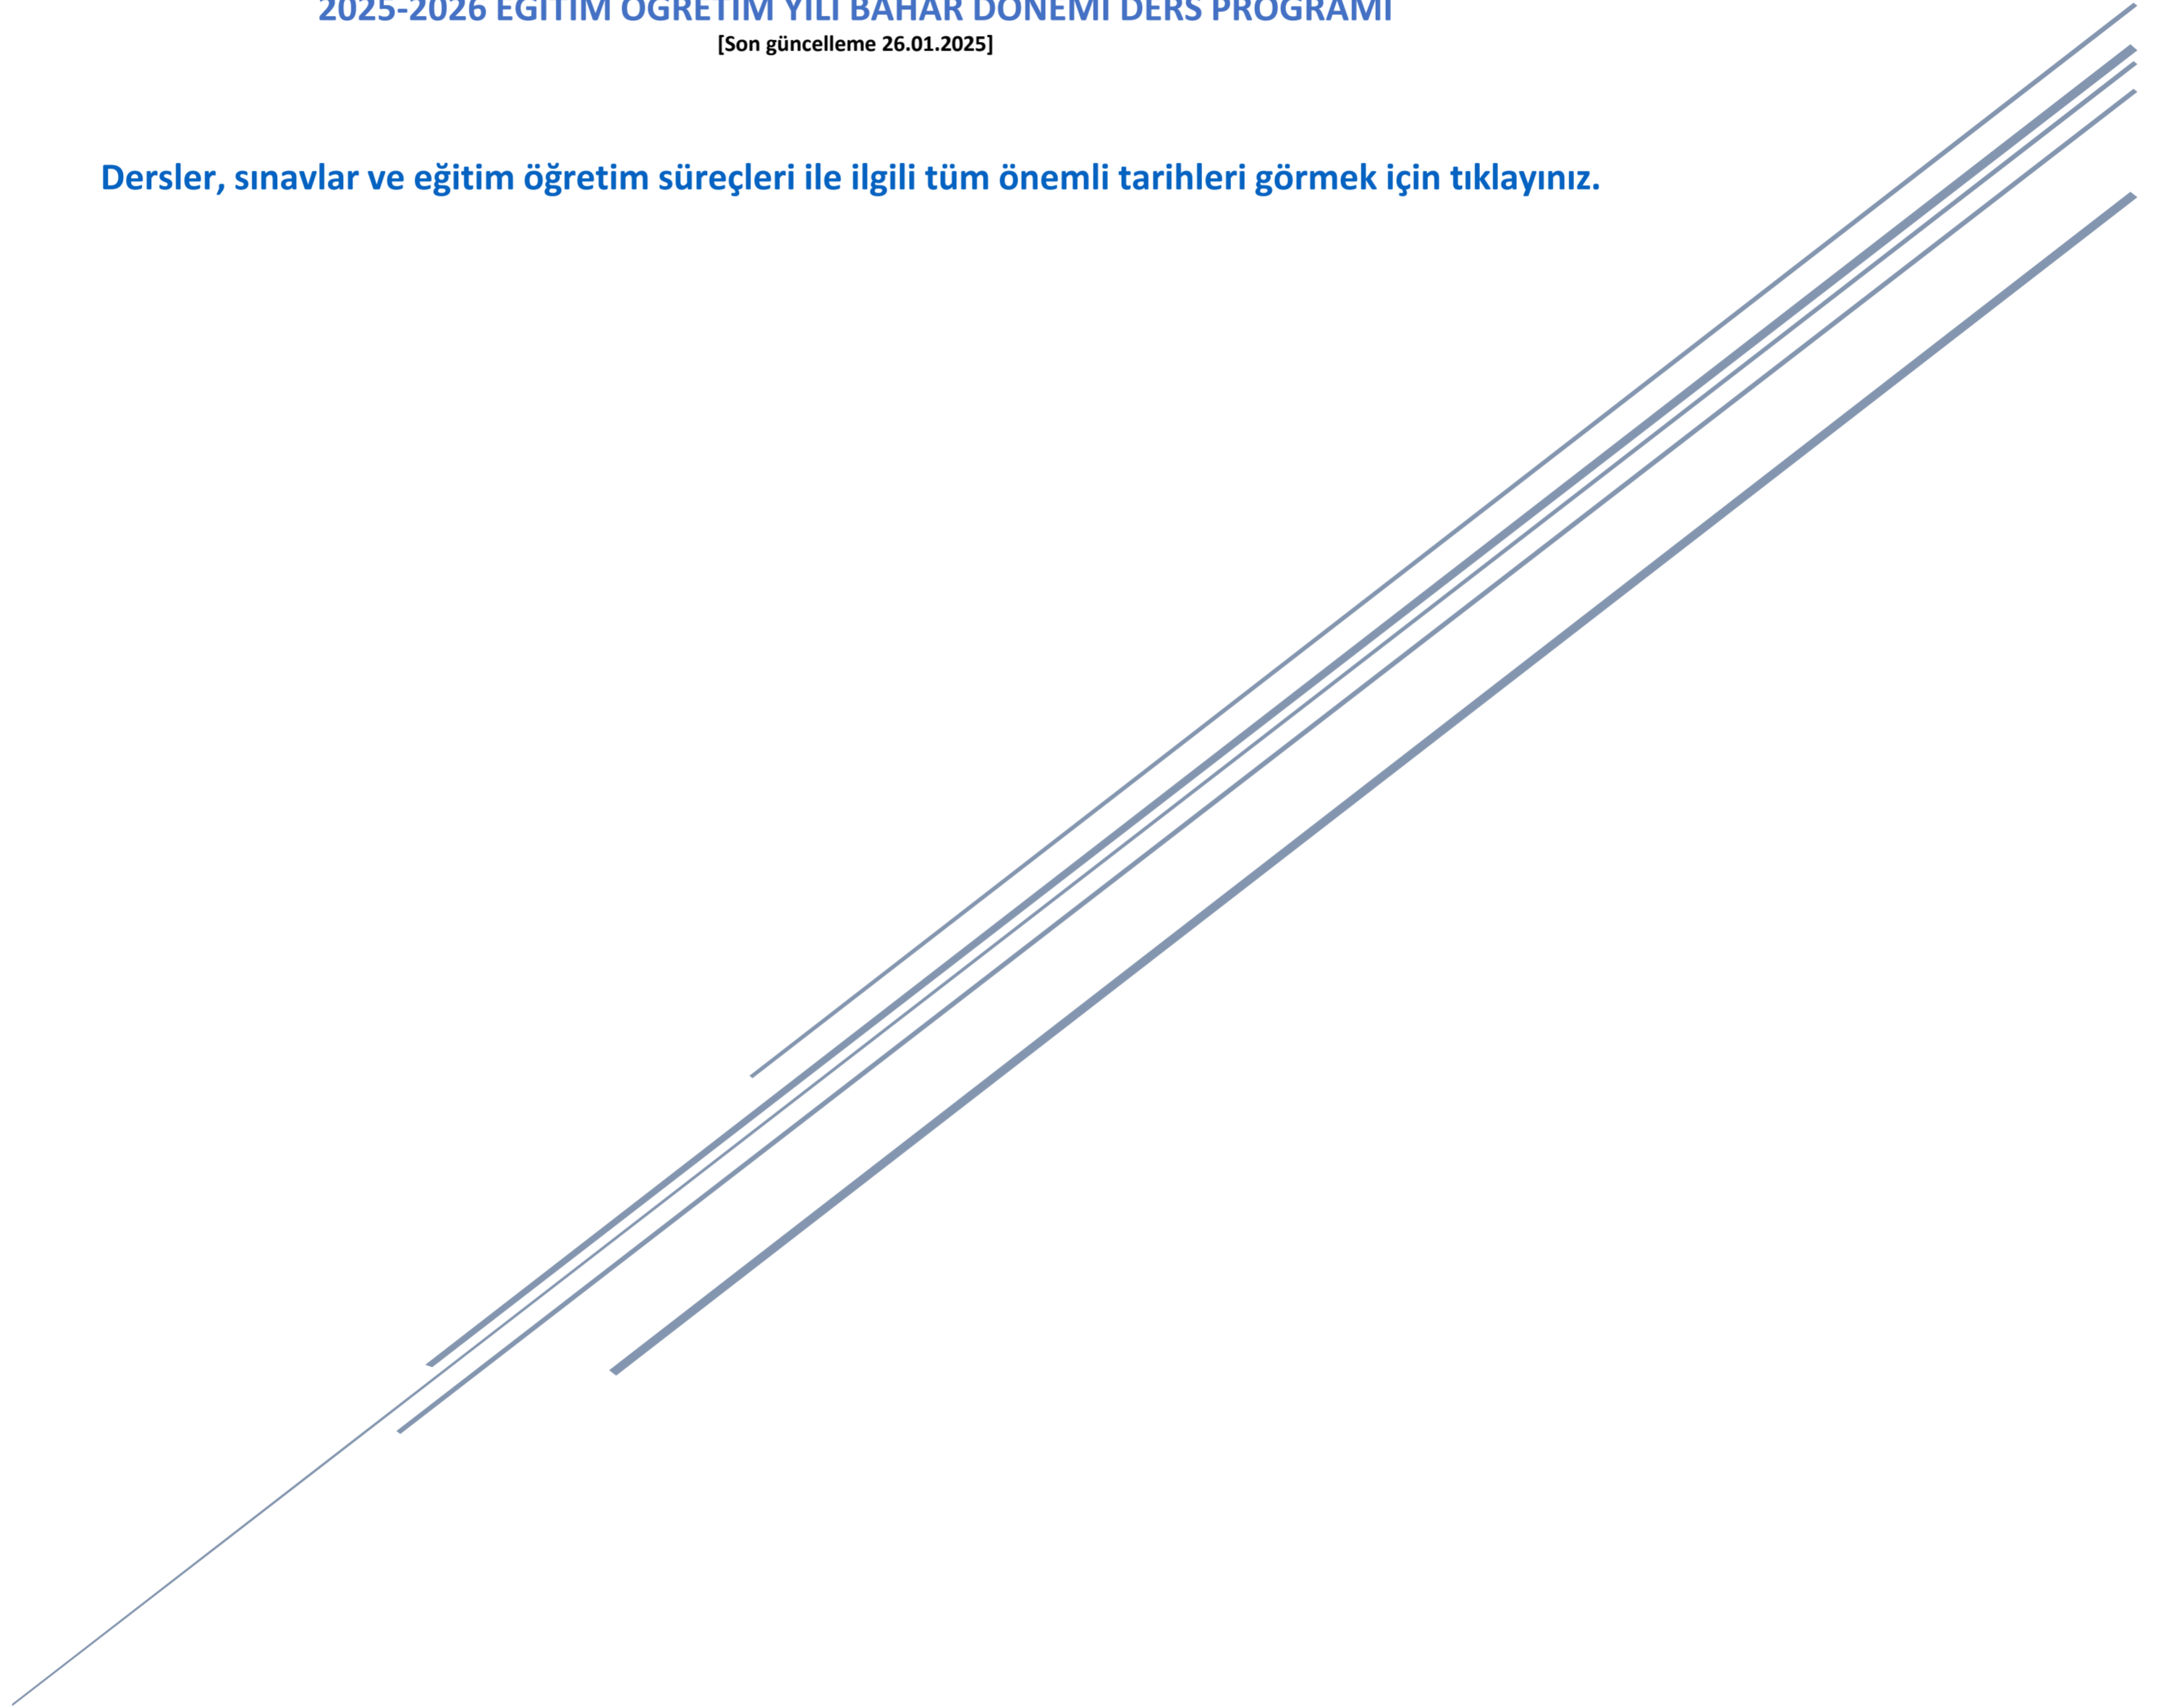 2025-2026 EĞİTİM ÖĞRETİM YILI BAHAR DÖNEMİ DERS PROGRAMI
[Son güncelleme 26.01.2025]
Dersler, sınavlar ve eğitim öğretim süreçleri ile ilgili tüm önemli tarihleri görmek için tıklayınız.